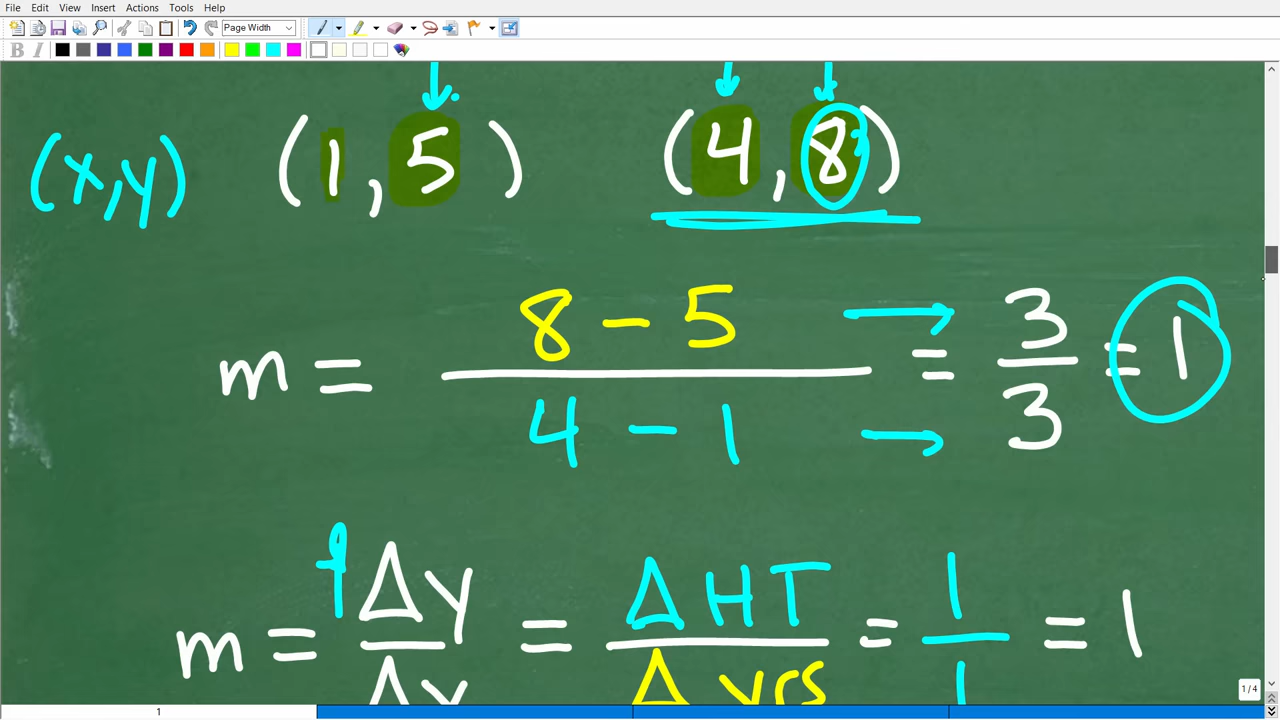 File Edit View Insert Actions Tools Help
Page Width
B I
(x,y) (1, 5) (4, 8)
m = 8 - 5 / 4 - 1 = 3 / 3 = 1
m = Δy / Δx = Δ HT / Δ yrs = 1 / 1 = 1
1/4
1